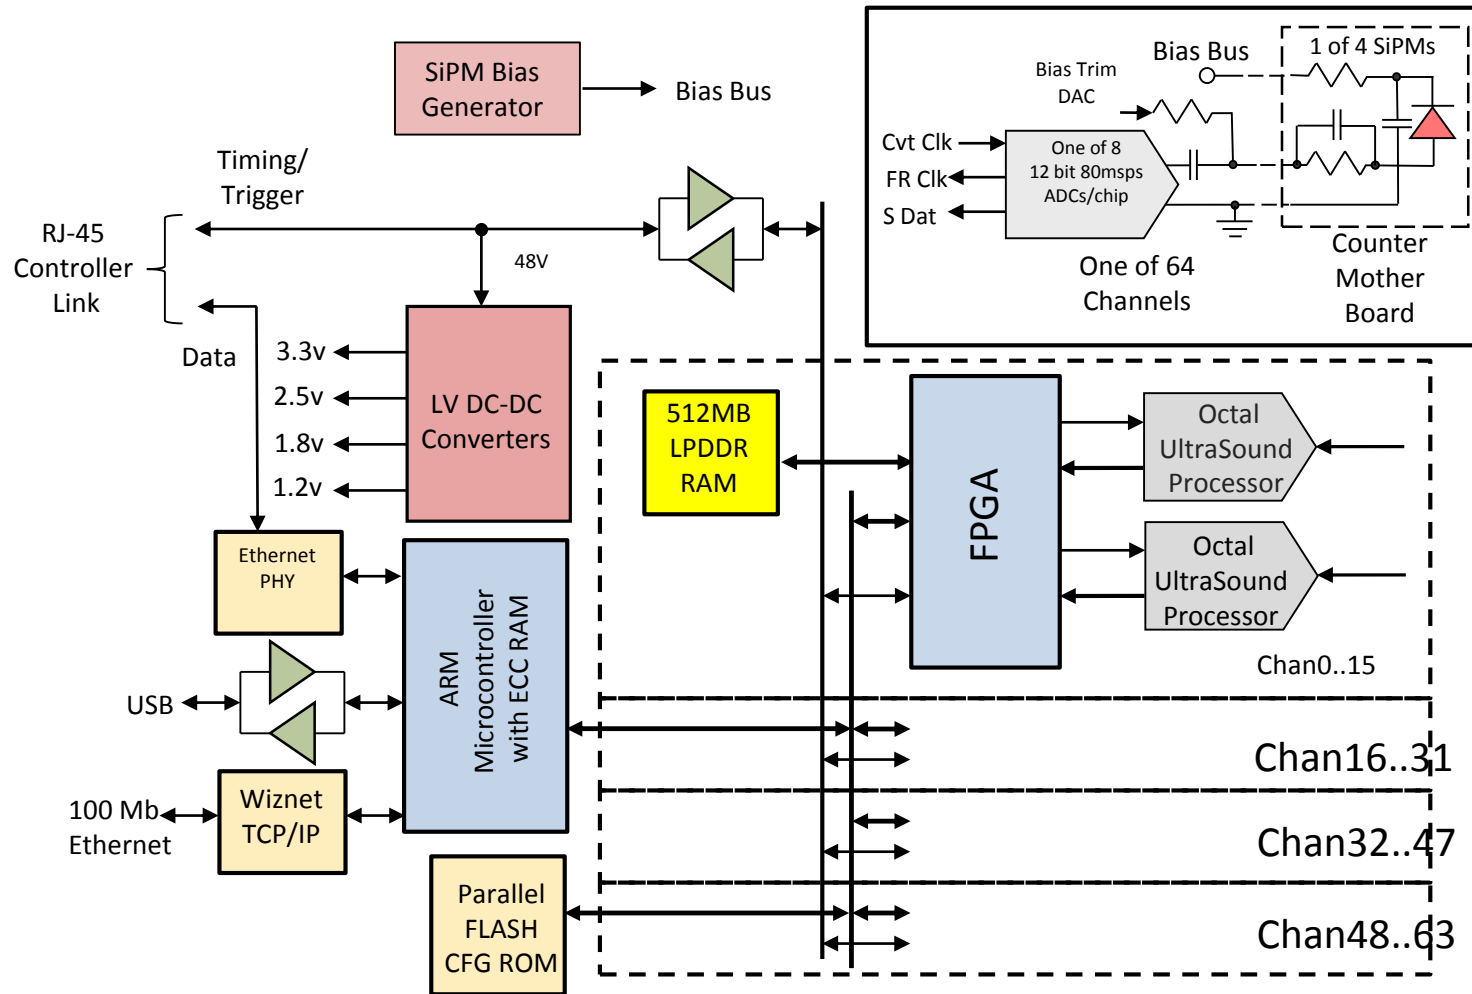 SiPM Bias
Generator
Bias Bus
Timing/
Trigger
RJ-45
Controller
Link
48V
Data
3.3v
2.5v
1.8v
1.2v
LV DC-DC
Converters
Ethernet
PHY
ARM
Microcontroller
with ECC RAM
USB
100 Mb
Ethernet
Wiznet
TCP/IP
Parallel
FLASH
CFG ROM
Bias Bus
1 of 4 SiPMs
Bias Trim
DAC
Cvt Clk
FR Clk
S Dat
One of 8
12 bit 80msps
ADCs/chip
One of 64
Channels
Counter
Mother
Board
512MB
LPDDR
RAM
FPGA
Octal
UltraSound
Processor
Octal
UltraSound
Processor
Chan0..15
Chan16..31
Chan32..47
Chan48..63